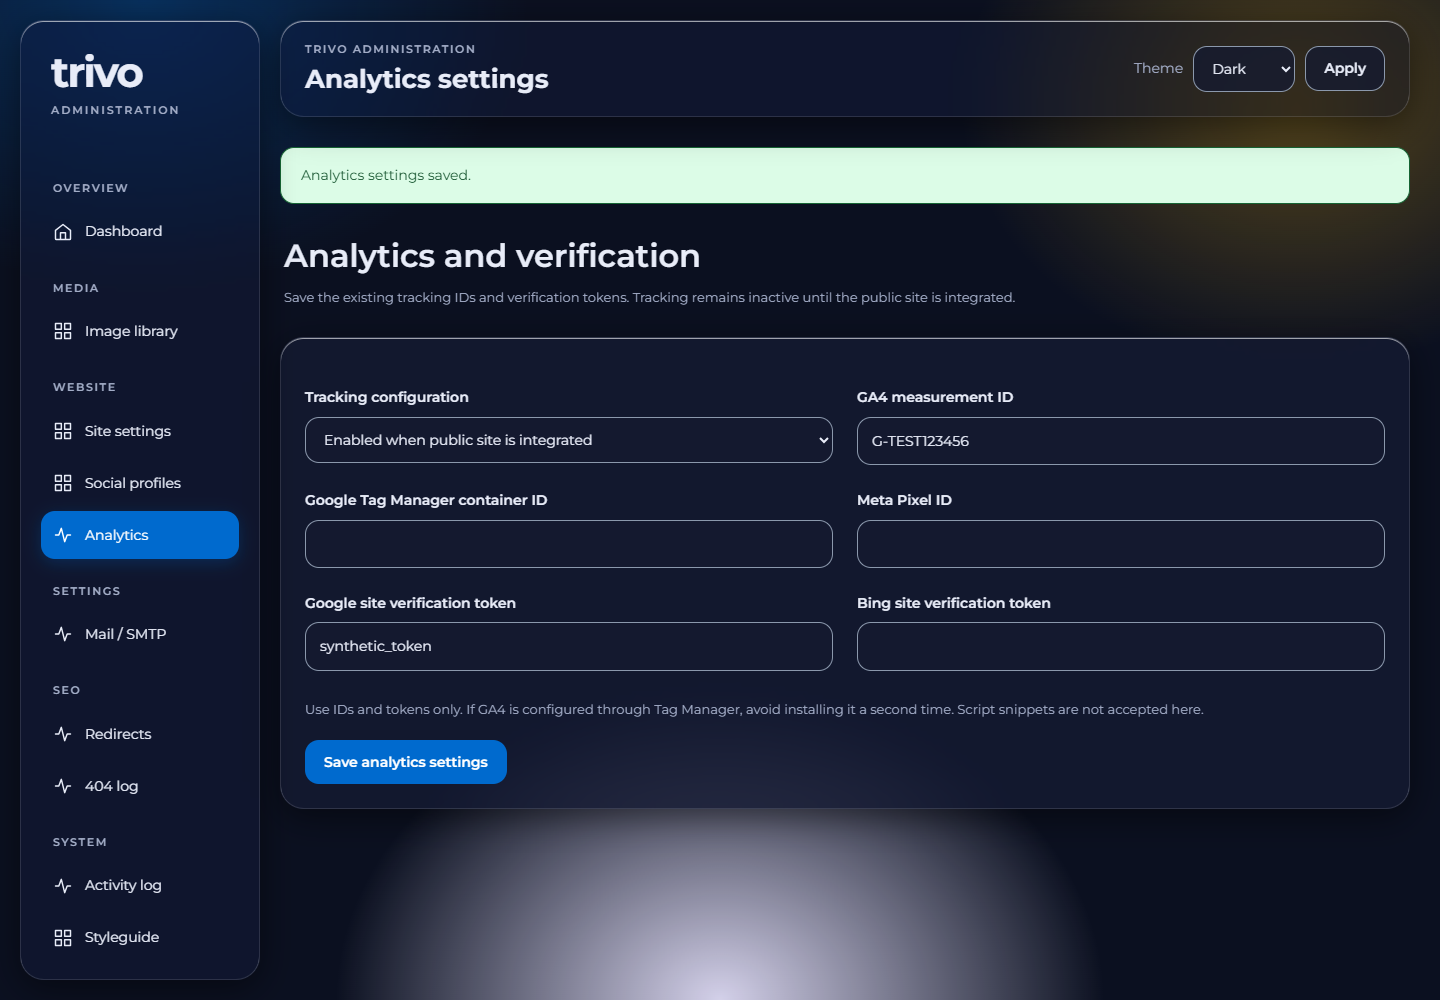 trivo
ADMINISTRATION
OVERVIEW
Dashboard
MEDIA
Image library
WEBSITE
Site settings
Social profiles
Analytics
SETTINGS
Mail / SMTP
SEO
Redirects
404 log
SYSTEM
Activity log
Styleguide
TRIVO ADMINISTRATION
Analytics settings
Theme
Dark
Apply
Analytics settings saved.
Analytics and verification
Save the existing tracking IDs and verification tokens. Tracking remains inactive until the public site is integrated.
Tracking configuration
Enabled when public site is integrated
GA4 measurement ID
G-TEST123456
Google Tag Manager container ID
Meta Pixel ID
Google site verification token
synthetic_token
Bing site verification token
Use IDs and tokens only. If GA4 is configured through Tag Manager, avoid installing it a second time. Script snippets are not accepted here.
Save analytics settings